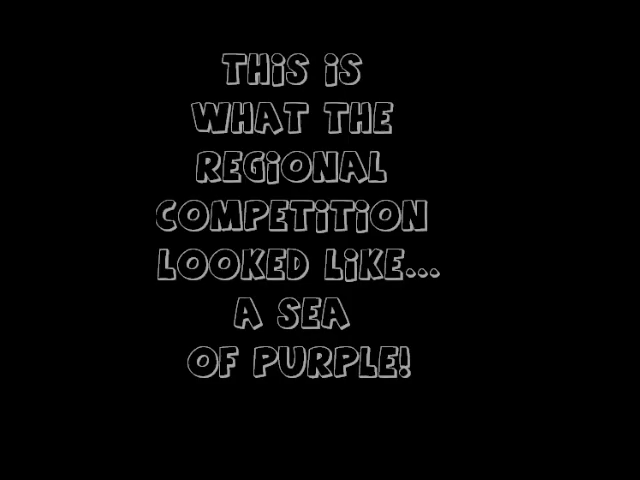 THIS IS
WHAT THE
REGIONAL
COMPETITION
LOOKED LIKE...
A SEA
OF PURPLE!